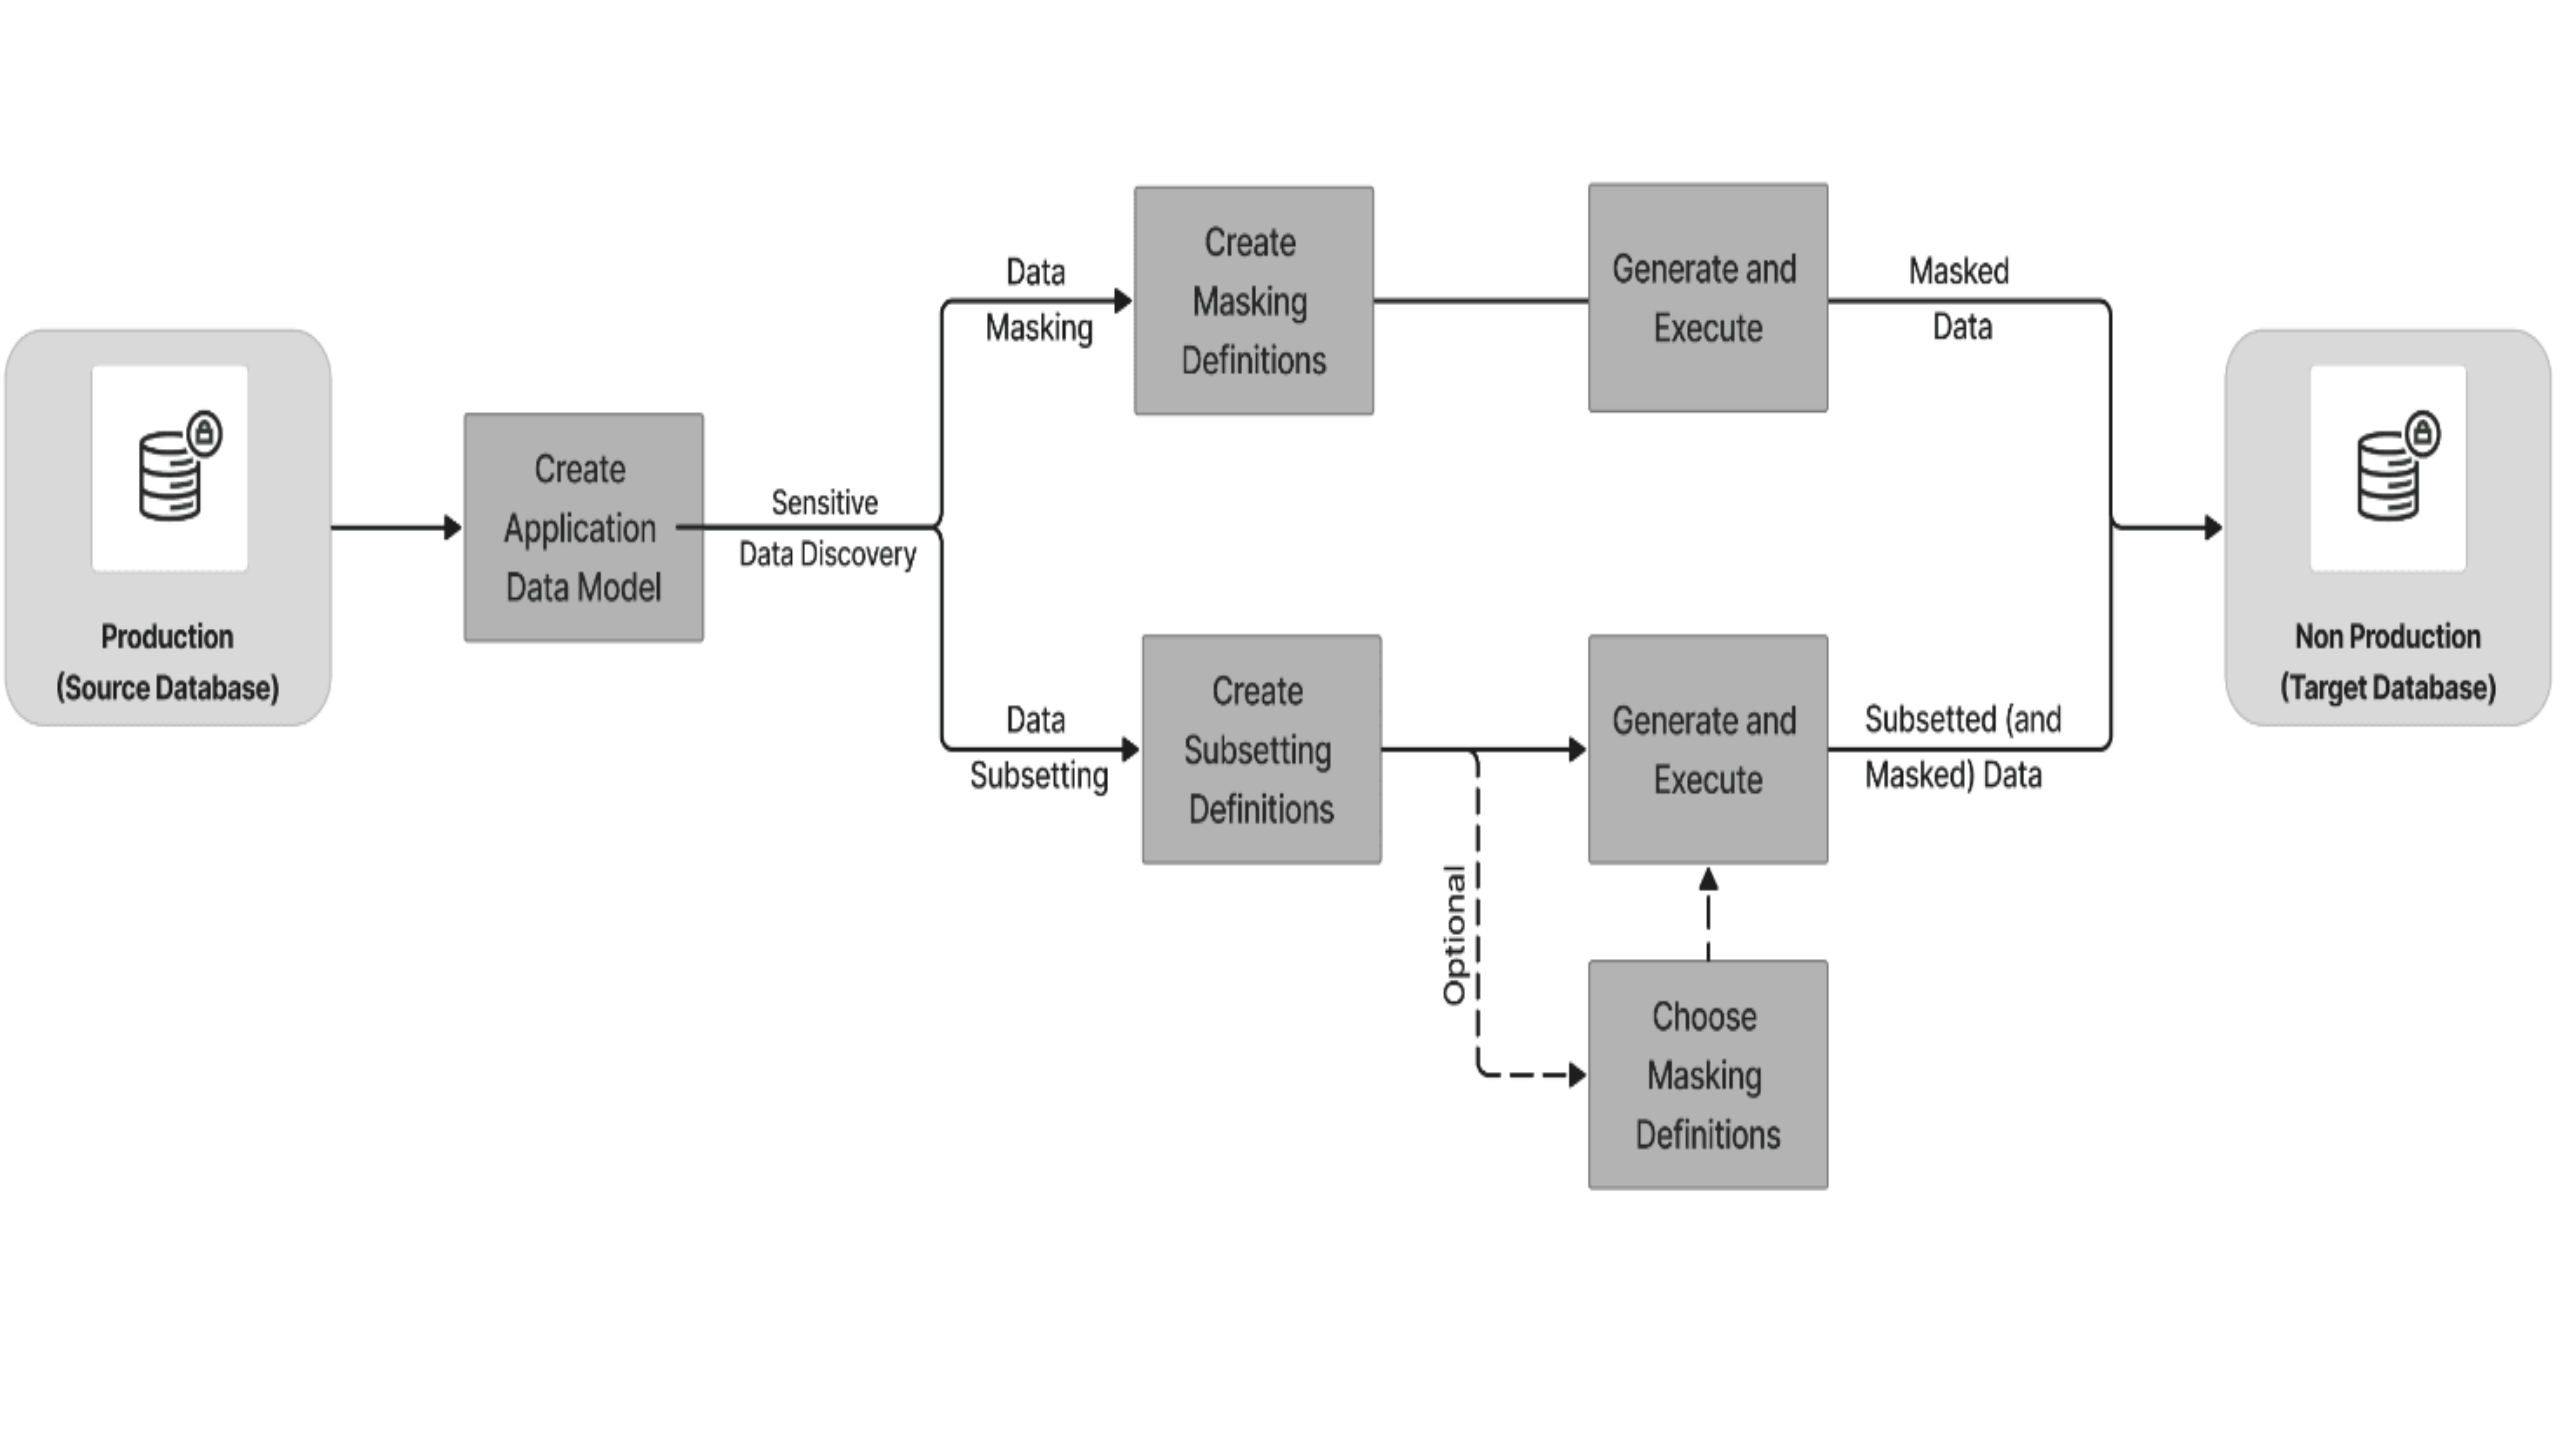 Production
(Source Database)
Create
Application
Data Model
Sensitive
Data Discovery
Data
Masking
Create
Masking
Definitions
Generate and
Execute
Masked
Data
Data
Subsetting
Create
Subsetting
Definitions
Optional
Generate and
Execute
Choose
Masking
Definitions
Subsetted (and
Masked) Data
Non Production
(Target Database)